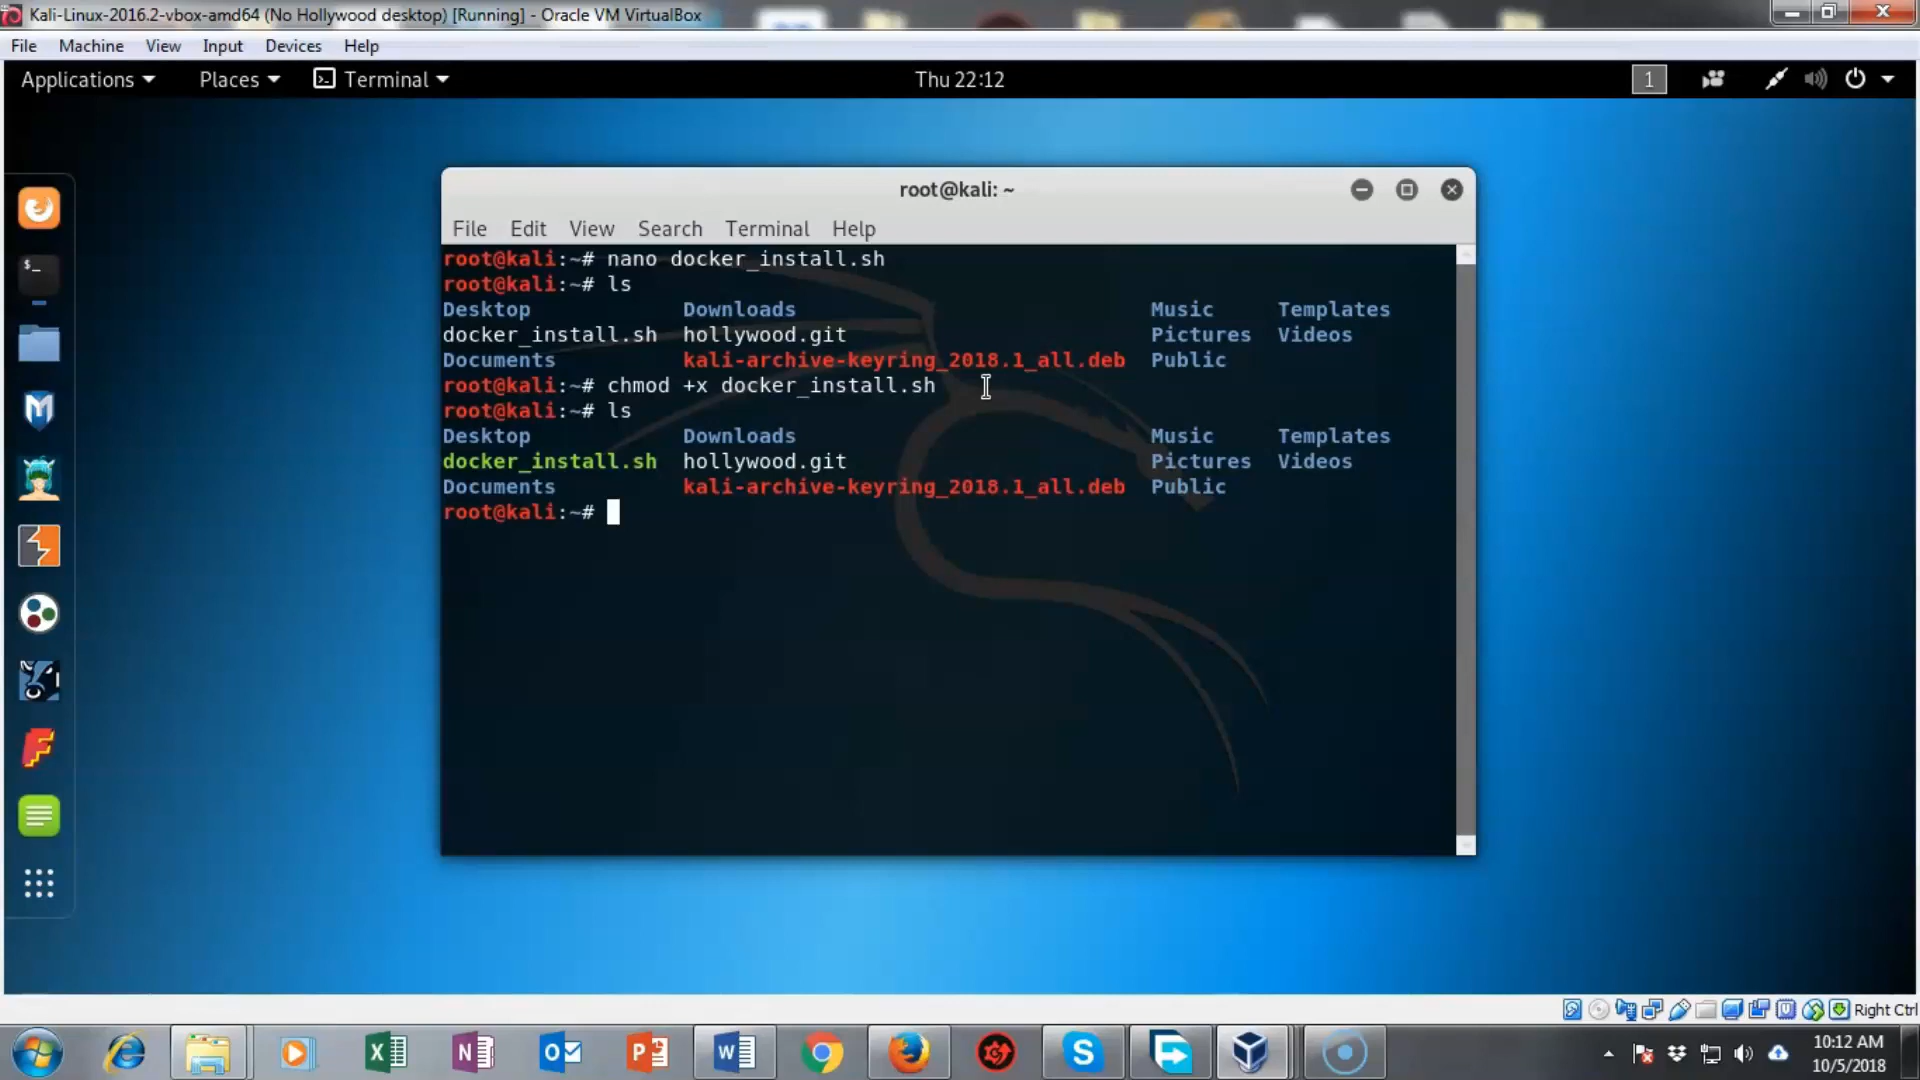 Kali-Linux-2016.2-vbox-amd64 (No Hollywood desktop) [Running] - Oracle VM VirtualBox
File Machine View Input Devices Help
Applications Places Terminal Thu 22:12 1
root@kali: ~
File Edit View Search Terminal Help
root@kali:~# nano docker_install.sh
root@kali:~# ls
Desktop Downloads Music Templates
docker_install.sh hollywood.git Pictures Videos
Documents kali-archive-keyring_2018.1_all.deb Public
root@kali:~# chmod +x docker_install.sh
root@kali:~# ls
Desktop Downloads Music Templates
docker_install.sh hollywood.git Pictures Videos
Documents kali-archive-keyring_2018.1_all.deb Public
root@kali:~#
Right Ctrl
10:12 AM
10/5/2018